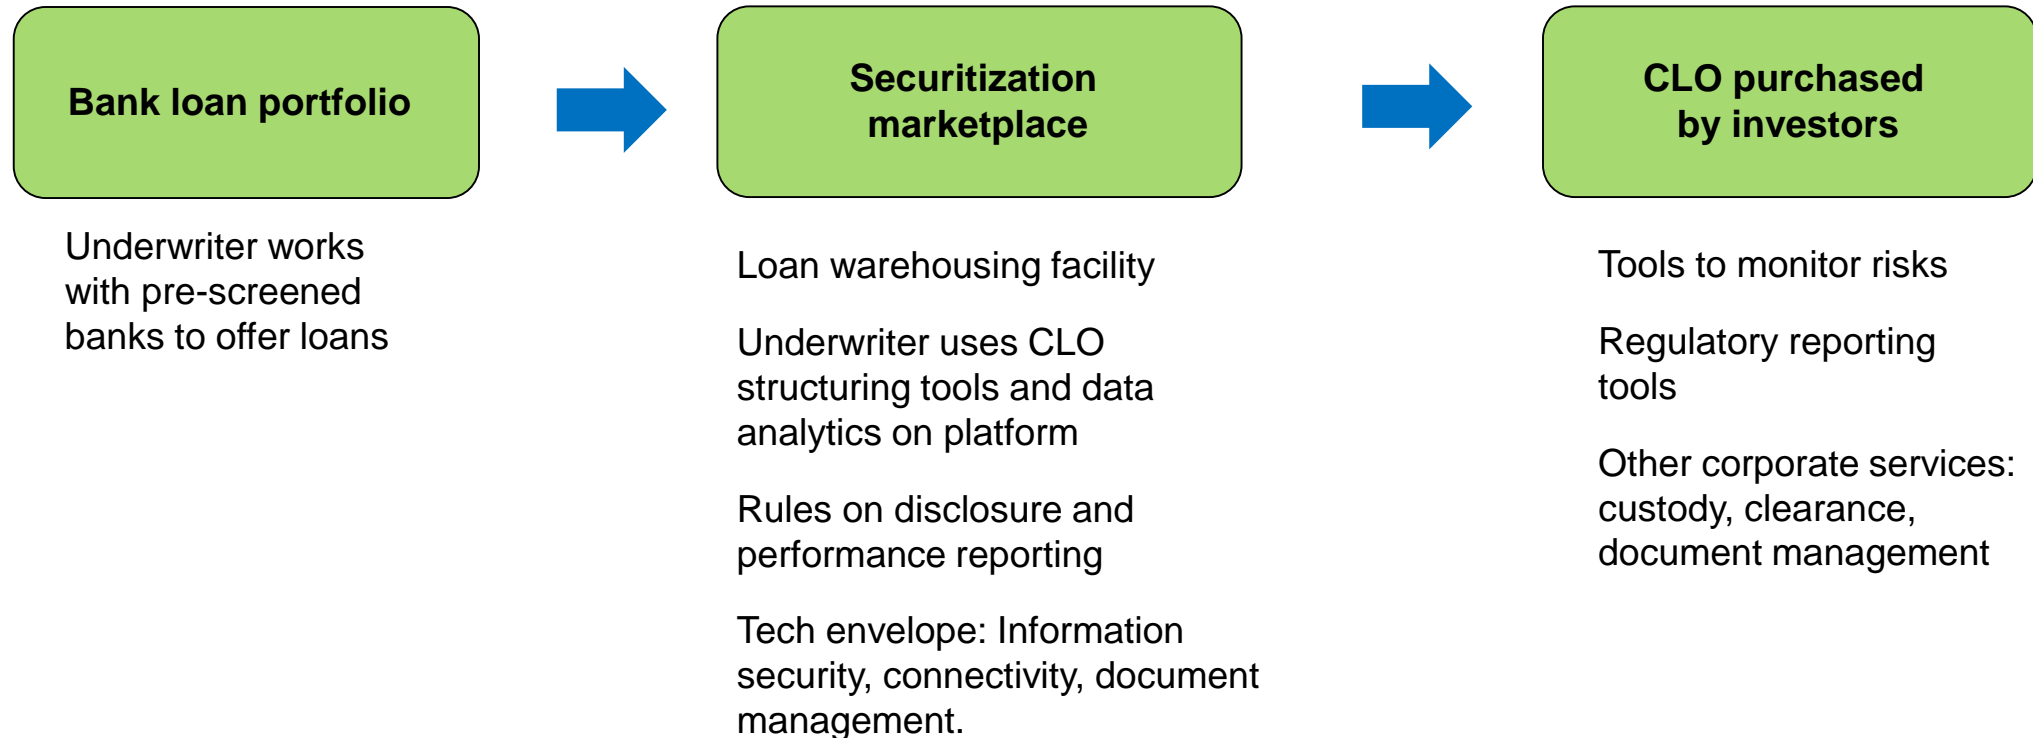 Bank loan portfolio
Underwriter works
with pre-screened
banks to offer loans
Securitization
marketplace
Loan warehousing facility
Underwriter uses CLO
structuring tools and data
analytics on platform
Rules on disclosure and
performance reporting
Tech envelope: Information
security, connectivity, document
management.
CLO purchased
by investors
Tools to monitor risks
Regulatory reporting
tools
Other corporate services:
custody, clearance,
document management